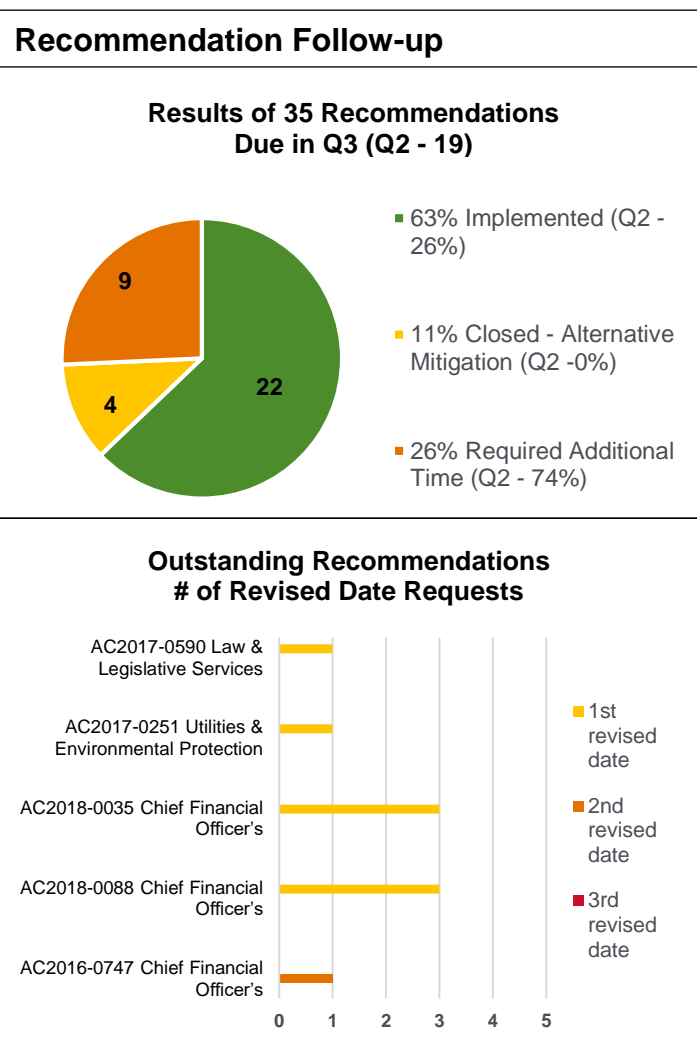 Recommendation Follow-up
Results of 35 Recommendations
Due in Q3 (Q2 - 19)
9
4
22
63% Implemented (Q2 -
26%)
11% Closed - Alternative
Mitigation (Q2 -0%)
26% Required Additional
Time (Q2 - 74%)
Outstanding Recommendations
# of Revised Date Requests
AC2017-0590 Law &
Legislative Services
AC2017-0251 Utilities &
Environmental Protection
AC2018-0035 Chief Financial
Officer's
AC2018-0088 Chief Financial
Officer's
AC2016-0747 Chief Financial
Officer's
0 1 2 3 4 5
1st
revised
date
2nd
revised
date
3rd
revised
date